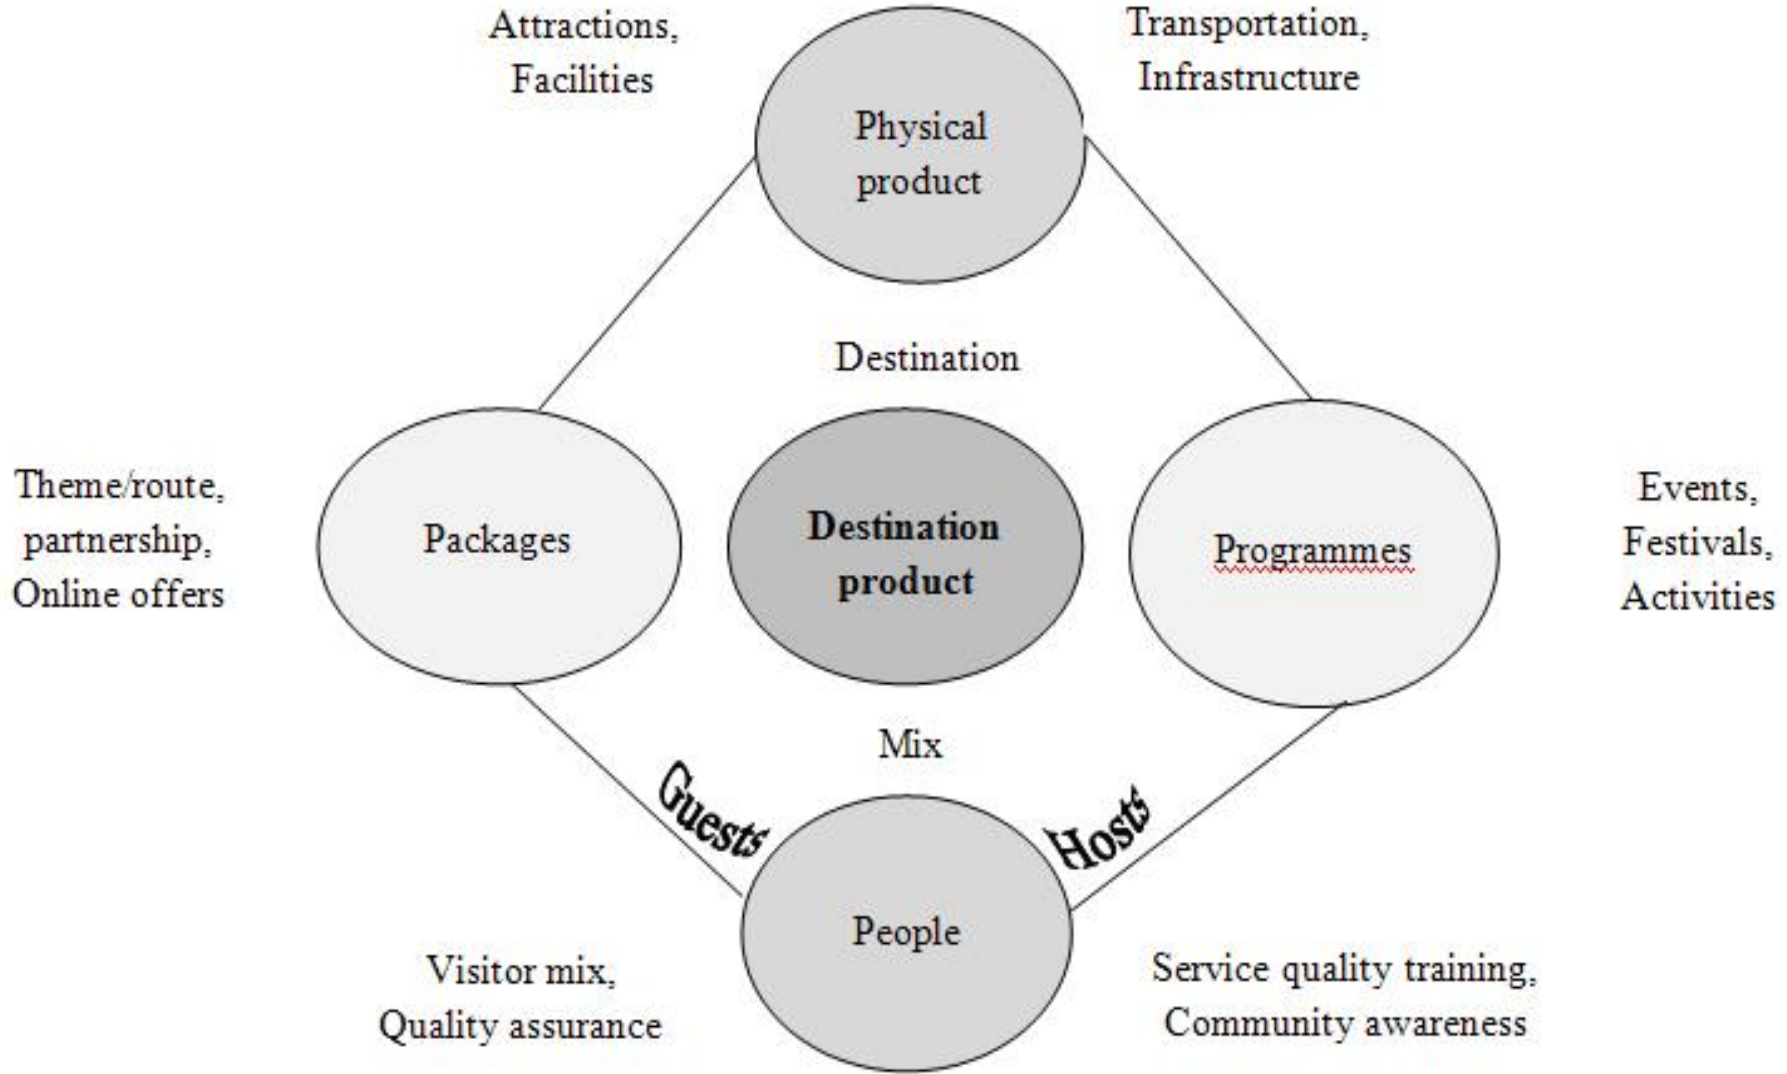 Attractions,
Facilities
Transportation,
Infrastructure
Physical
product
Destination
Theme/route,
partnership,
Online offers
Packages
Destination
product
Programmes
Events,
Festivals,
Activities
Mix
Guests
Hosts
People
Visitor mix,
Quality assurance
Service quality training,
Community awareness